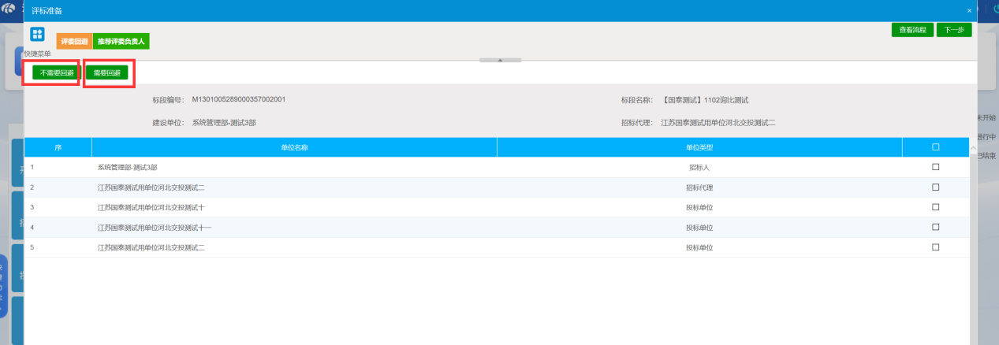 评标准备
×
评委回避 推荐评委负责人
查看流程 下一步
快捷菜单
不需要回避 需要回避
标段编号： M1301005289000357002001
标段名称： 【国泰测试】1102询比测试
建设单位： 系统管理部-测试3部
招标代理： 江苏国泰测试用单位河北交投测试二
序 单位名称 单位类型
1 系统管理部-测试3部 招标人
2 江苏国泰测试用单位河北交投测试二 招标代理
3 江苏国泰测试用单位河北交投测试十 投标单位
4 江苏国泰测试用单位河北交投测试十一 投标单位
5 江苏国泰测试用单位河北交投测试二 投标单位
未开始
进行中
已结束